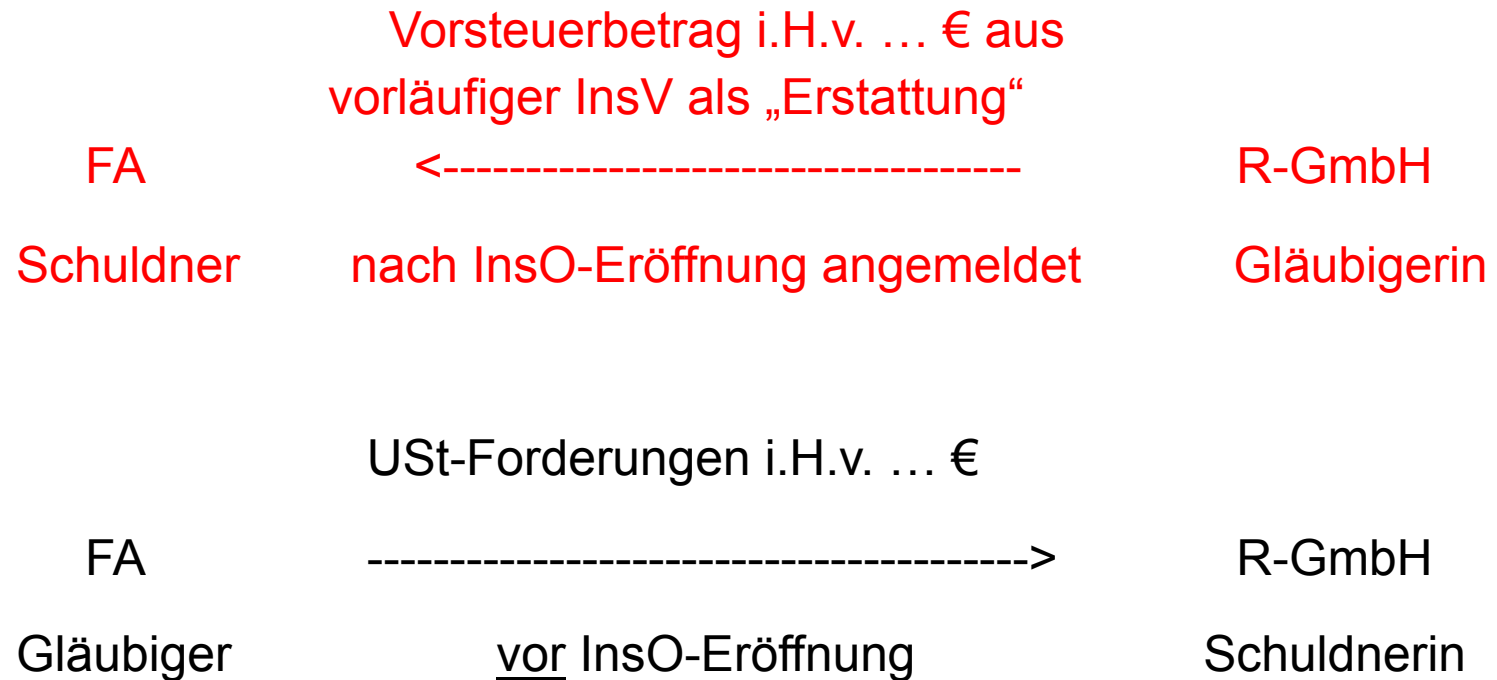 Vorsteuerbetrag i.H.v. … € aus
vorläufiger InsV als „Erstattung“
FA <----------------------------------- R-GmbH
Schuldner nach InsO-Eröffnung angemeldet Gläubigerin
USt-Forderungen i.H.v. … €
FA ----------------------------------------> R-GmbH
Gläubiger vor InsO-Eröffnung Schuldnerin